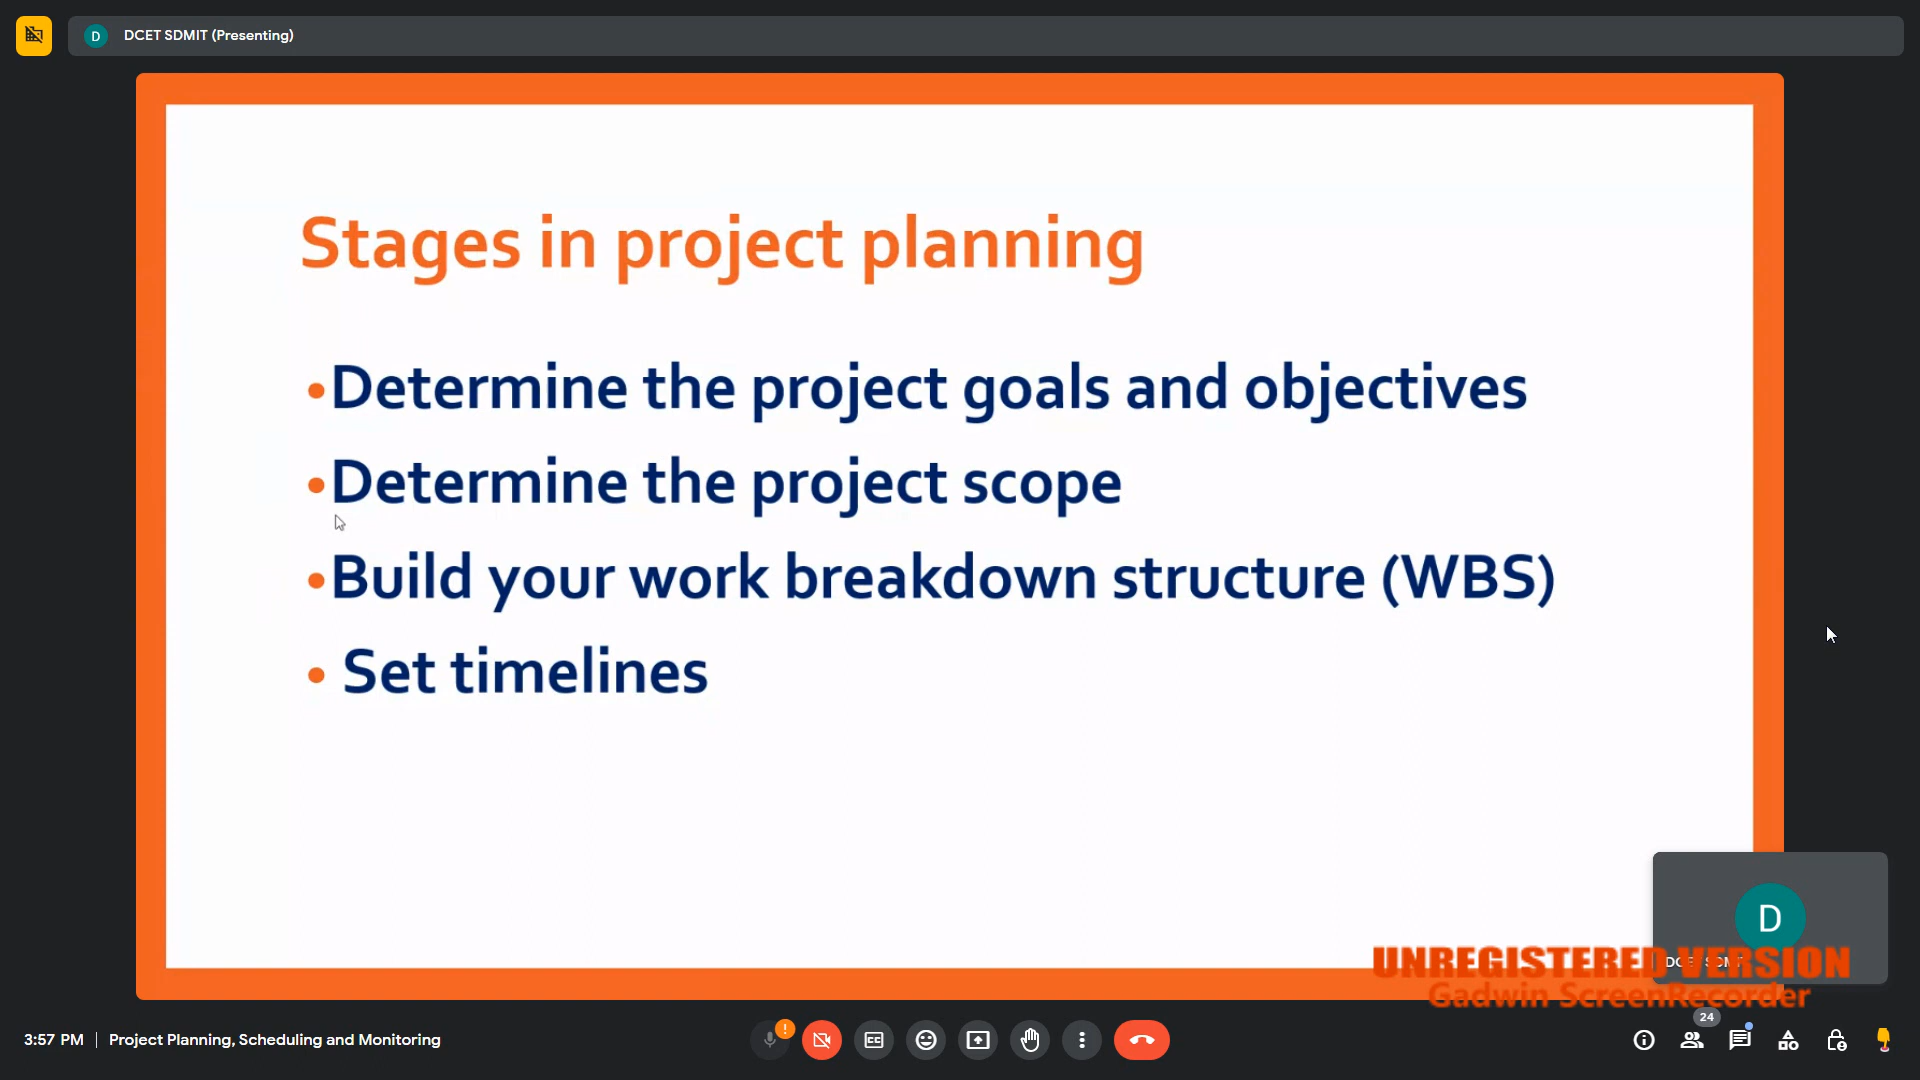 D DCET SDMIT (Presenting)
Stages in project planning
•Determine the project goals and objectives
•Determine the project scope
•Build your work breakdown structure (WBS)
• Set timelines
D
UNREGISTERED VERSION
Gadwin ScreenRecorder
24
3:57 PM | Project Planning, Scheduling and Monitoring